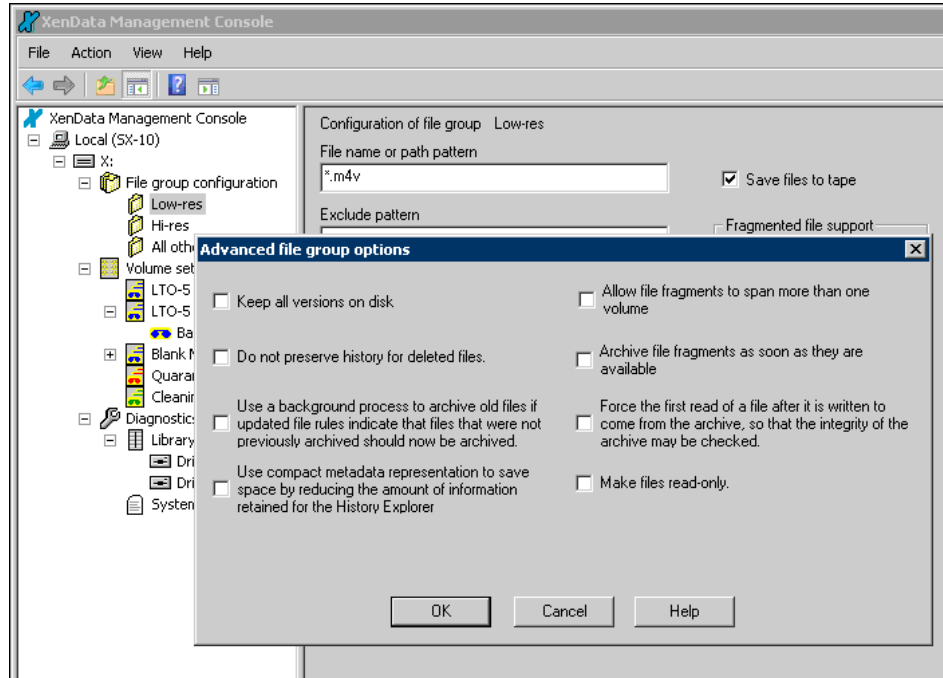 XenData Management Console
File Action View Help
XenData Management Console
Local (SX-10)
X:
File group configuration
Low-res
Hi-res
All oth
Volume set
LTO-5
LTO-5
Ba
Blank
Quara
Cleanin
Diagnostic
Library
Dri
Dri
System
Configuration of file group Low-res
File name or path pattern
*.m4v
Save files to tape
Exclude pattern
Fragmented file support
Advanced file group options
Keep all versions on disk
Do not preserve history for deleted files.
Use a background process to archive old files if
updated file rules indicate that files that were not
previously archived should now be archived.
Use compact metadata representation to save
space by reducing the amount of information
retained for the History Explorer
Allow file fragments to span more than one
volume
Archive file fragments as soon as they are
available
Force the first read of a file after it is written to
come from the archive, so that the integrity of the
archive may be checked.
Make files read-only.
OK
Cancel
Help